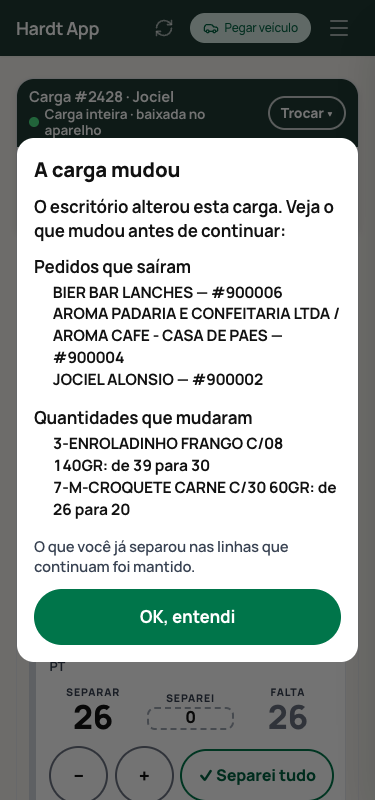 Hardt App
Pegar veículo
Carga #2428 · Jociel
Carga inteira · baixada no
aparelho
Trocar ▾
A carga mudou
O escritório alterou esta carga. Veja o
que mudou antes de continuar:
Pedidos que saíram
BIER BAR LANCHES — #900006
AROMA PADARIA E CONFEITARIA LTDA /
AROMA CAFE - CASA DE PAES —
#900004
JOCIEL ALONSIO — #900002
Quantidades que mudaram
3-ENROLADINHO FRANGO C/08
140GR: de 39 para 30
7-M-CROQUETE CARNE C/30 60GR: de
26 para 20
O que você já separou nas linhas que
continuam foi mantido.
OK, entendi
PT
SEPARAR
SEPAREI
FALTA
26
0
26
−
+
✓ Separei tudo